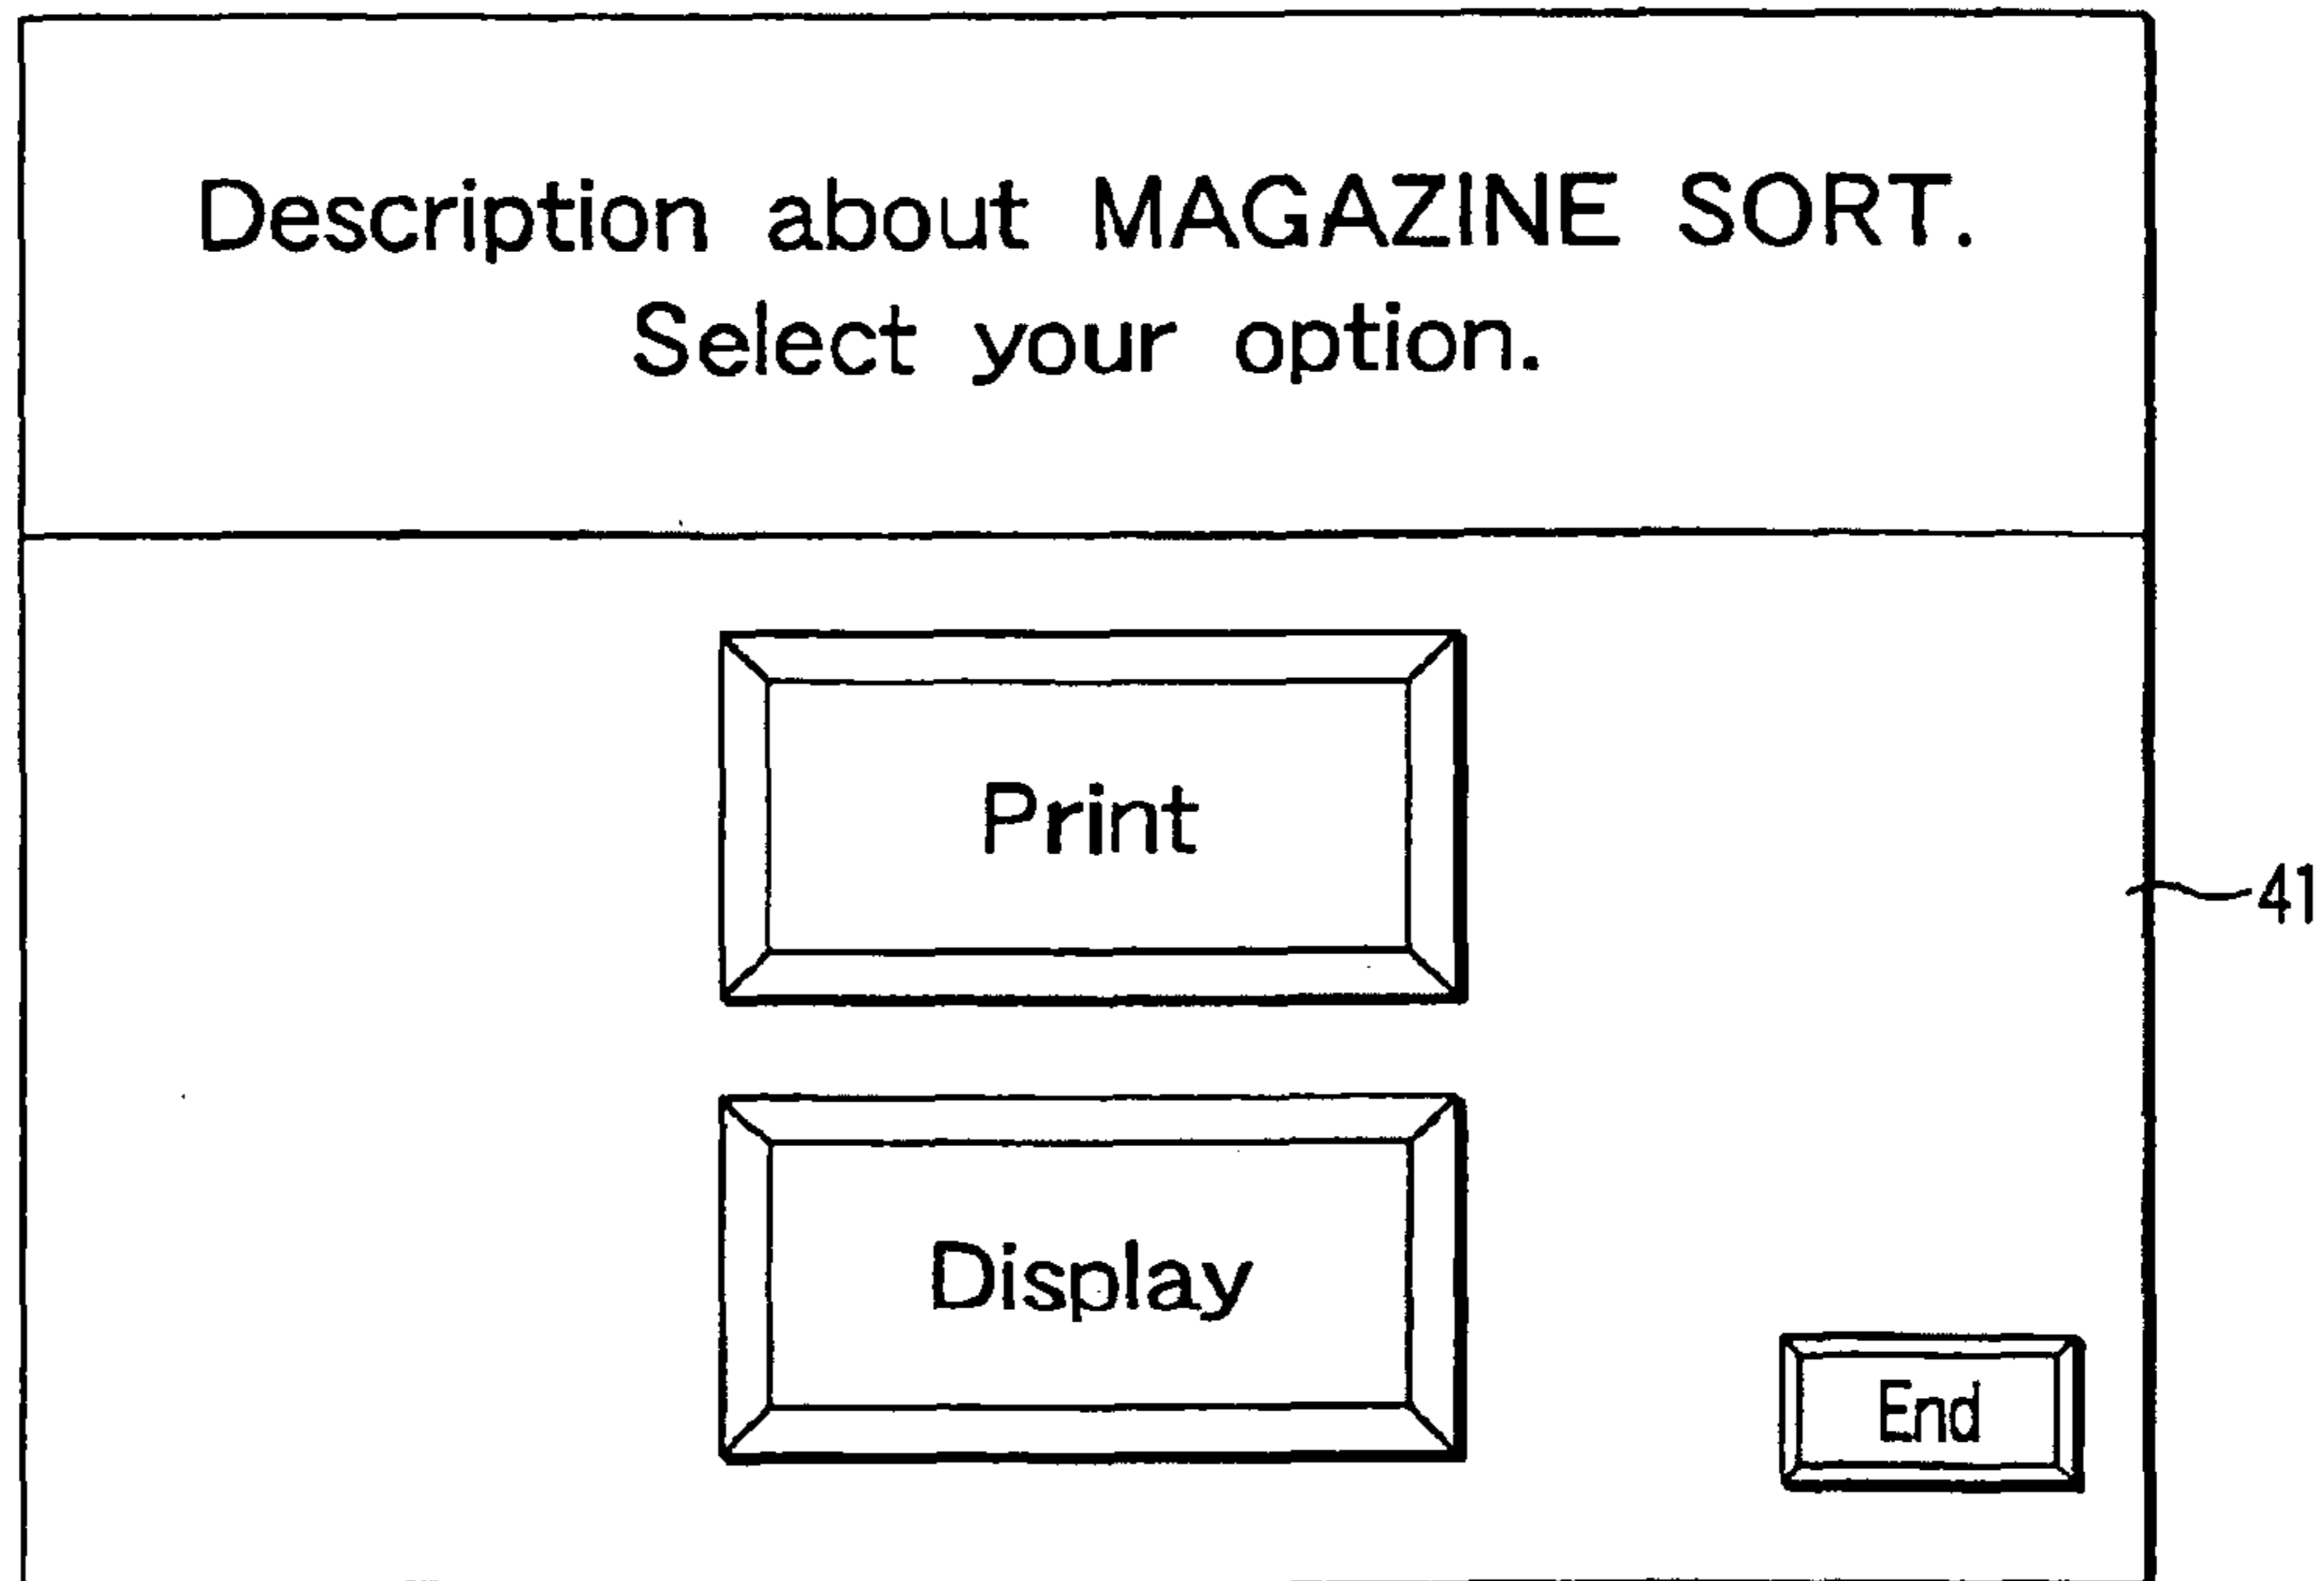 Description about MAGAZINE SORT.
Select your option.
Print
41
Display
End